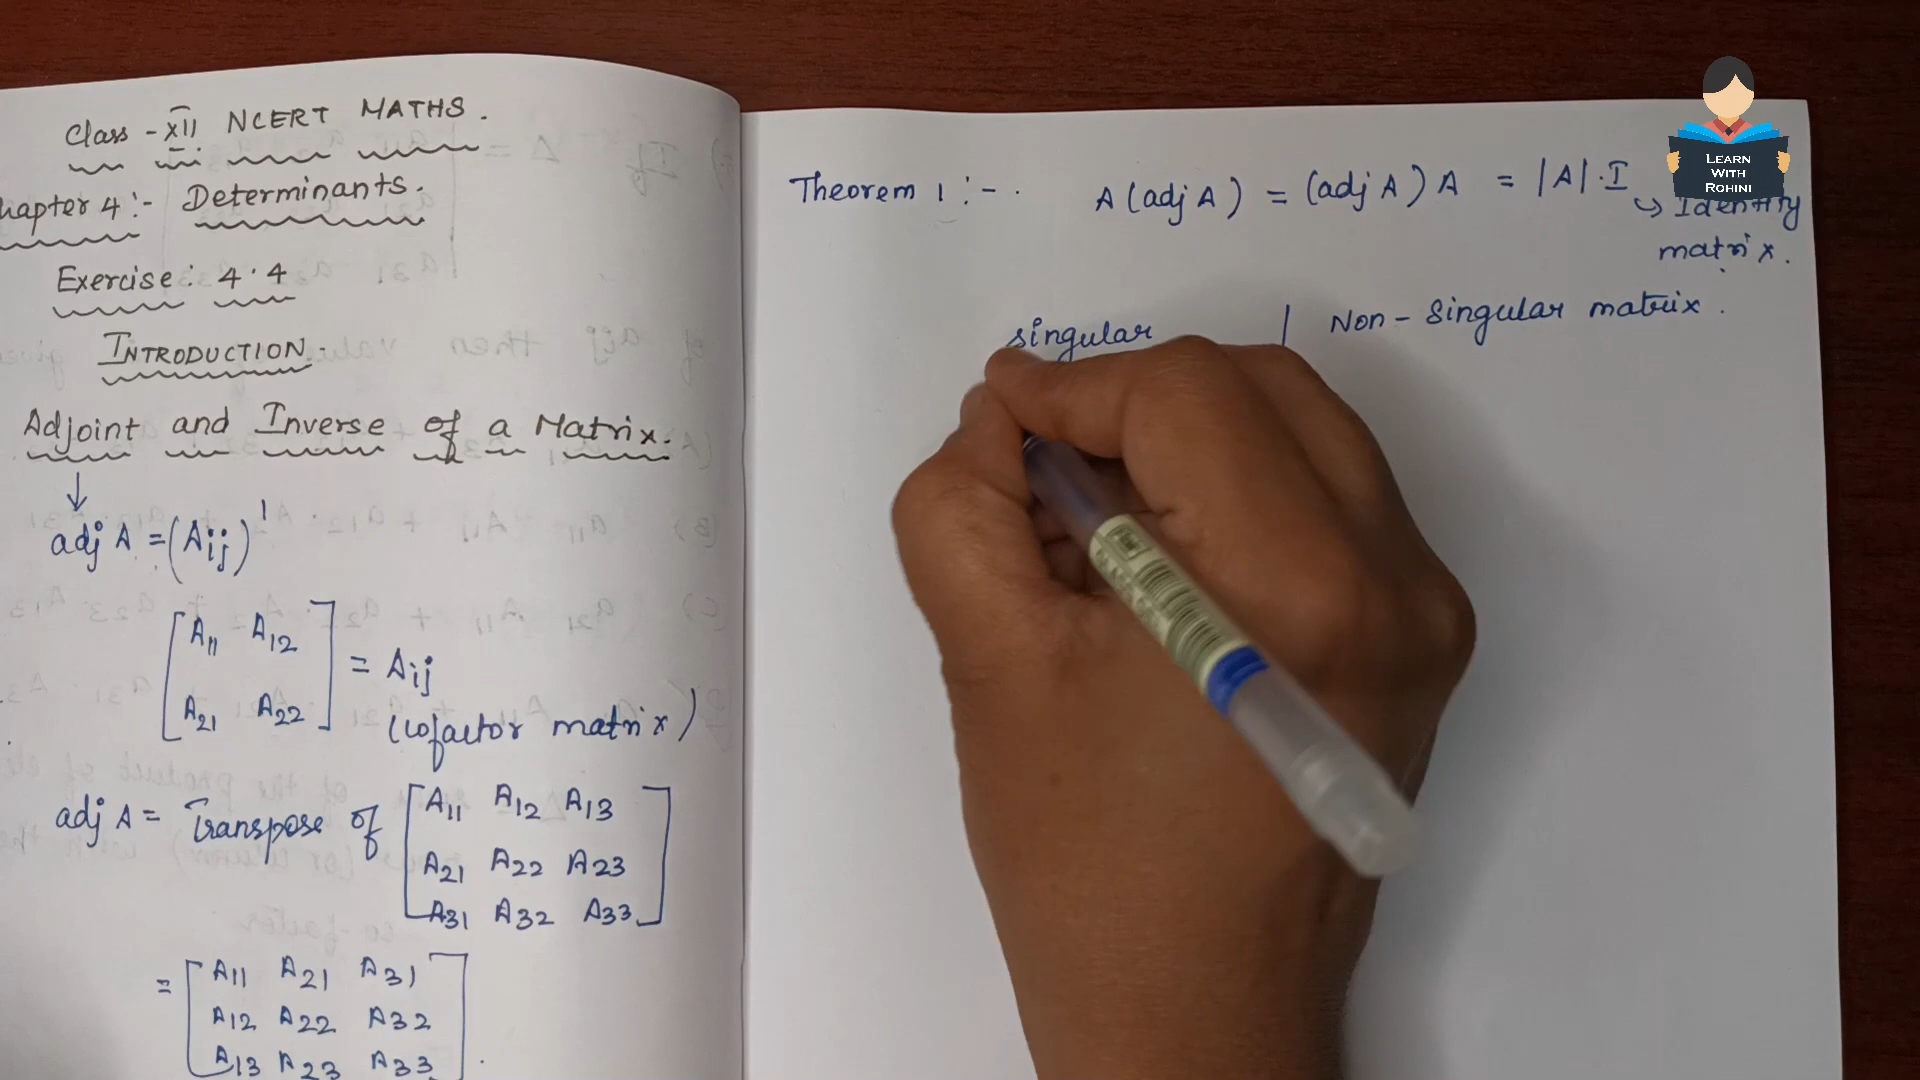 Class - XII NCERT MATHS.
Chapter 4:- Determinants.
Exercise: 4.4
INTRODUCTION.
Adjoint and Inverse of a Matrix.
↓
adj A = (Aij)'
[A11 A12
A21 A22] = Aij
(cofactor matrix)
adj A = Transpose of [A11 A12 A13
A21 A22 A23
A31 A32 A33]
= [A11 A21 A31
A12 A22 A32
A13 A23 A33].
Theorem 1 :- . A(adj A) = (adj A) A = |A|.I
↪ Identity
matrix.
Singular | Non-Singular matrix.
LEARN
WITH
ROHINI